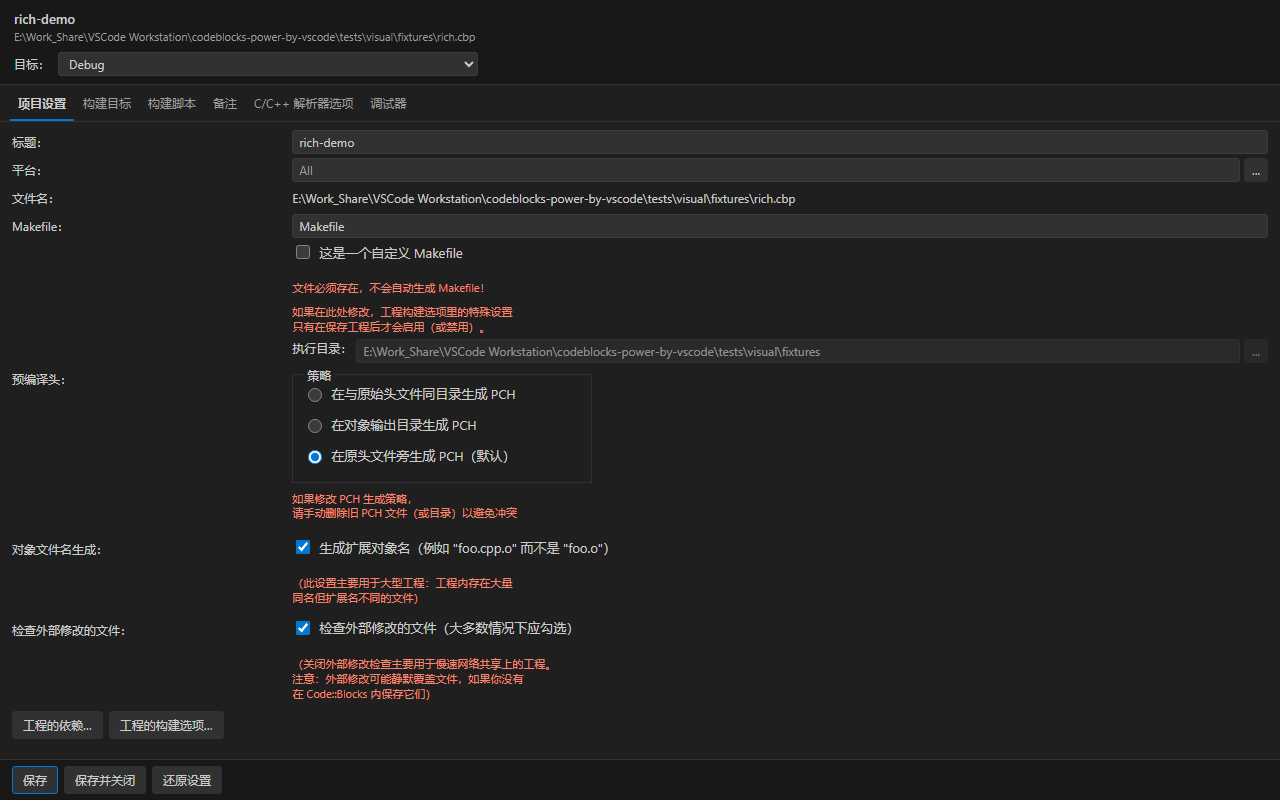 rich-demo
E:\Work_Share\VSCode Workstation\codeblocks-power-by-vscode\tests\visual\fixtures\rich.cbp
目标： Debug
项目设置 构建目标 构建脚本 备注 C/C++ 解析器选项 调试器
标题： rich-demo
平台： All ...
文件名： E:\Work_Share\VSCode Workstation\codeblocks-power-by-vscode\tests\visual\fixtures\rich.cbp
Makefile： Makefile
这是一个自定义 Makefile
文件必须存在，不会自动生成 Makefile！
如果在此处修改，工程构建选项里的特殊设置
只有在保存工程后才会启用（或禁用）。
执行目录： E:\Work_Share\VSCode Workstation\codeblocks-power-by-vscode\tests\visual\fixtures ...
预编译头： 策略
在与原始头文件同目录生成 PCH
在对象输出目录生成 PCH
在原头文件旁生成 PCH（默认）
如果修改 PCH 生成策略，
请手动删除旧 PCH 文件（或目录）以避免冲突
对象文件名生成： 生成扩展对象名（例如 "foo.cpp.o" 而不是 "foo.o"）
（此设置主要用于大型工程：工程内存在大量
同名但扩展名不同的文件）
检查外部修改的文件： 检查外部修改的文件（大多数情况下应勾选）
（关闭外部修改检查主要用于慢速网络共享上的工程。
注意：外部修改可能静默覆盖文件，如果你没有
在 Code::Blocks 内保存它们）
工程的依赖... 工程的构建选项...
保存 保存并关闭 还原设置